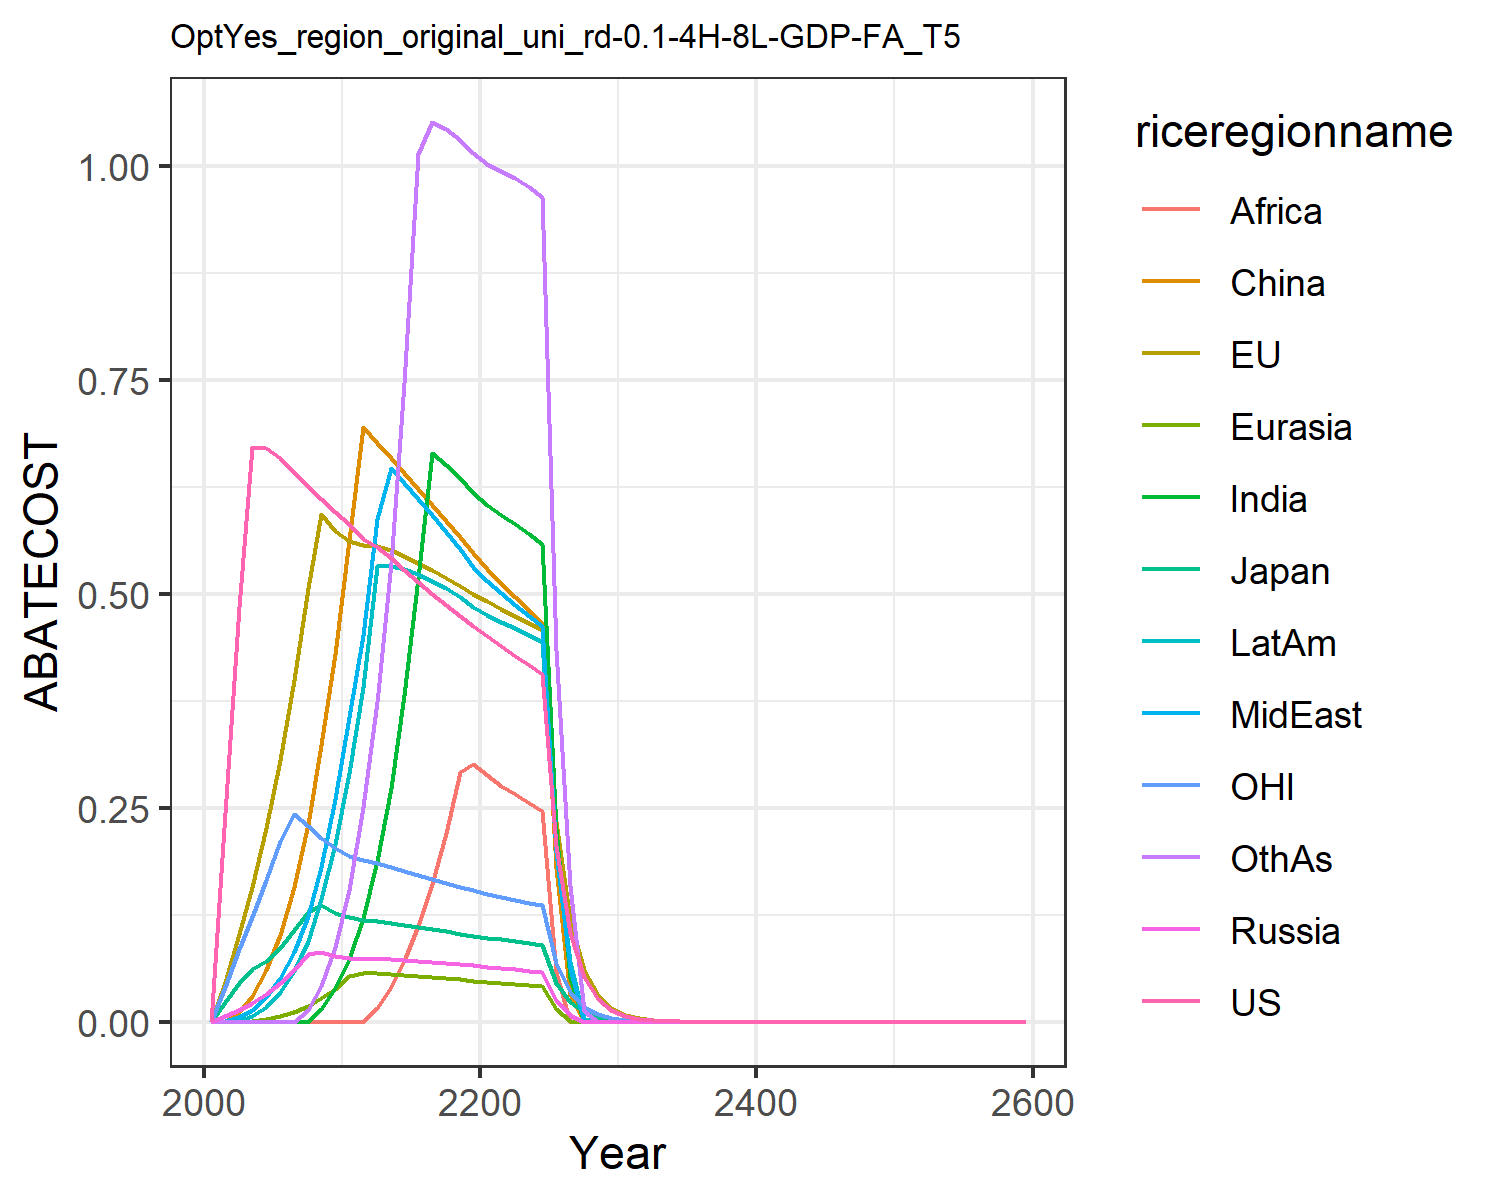 OptYes_region_original_uni_rd-0.1-4H-8L-GDP-FA_T5
1.00
0.75
0.50
0.25
0.00
ABATECOST
2000 2200 2400 2600
Year
riceregionname
Africa
China
EU
Eurasia
India
Japan
LatAm
MidEast
OHI
OthAs
Russia
US